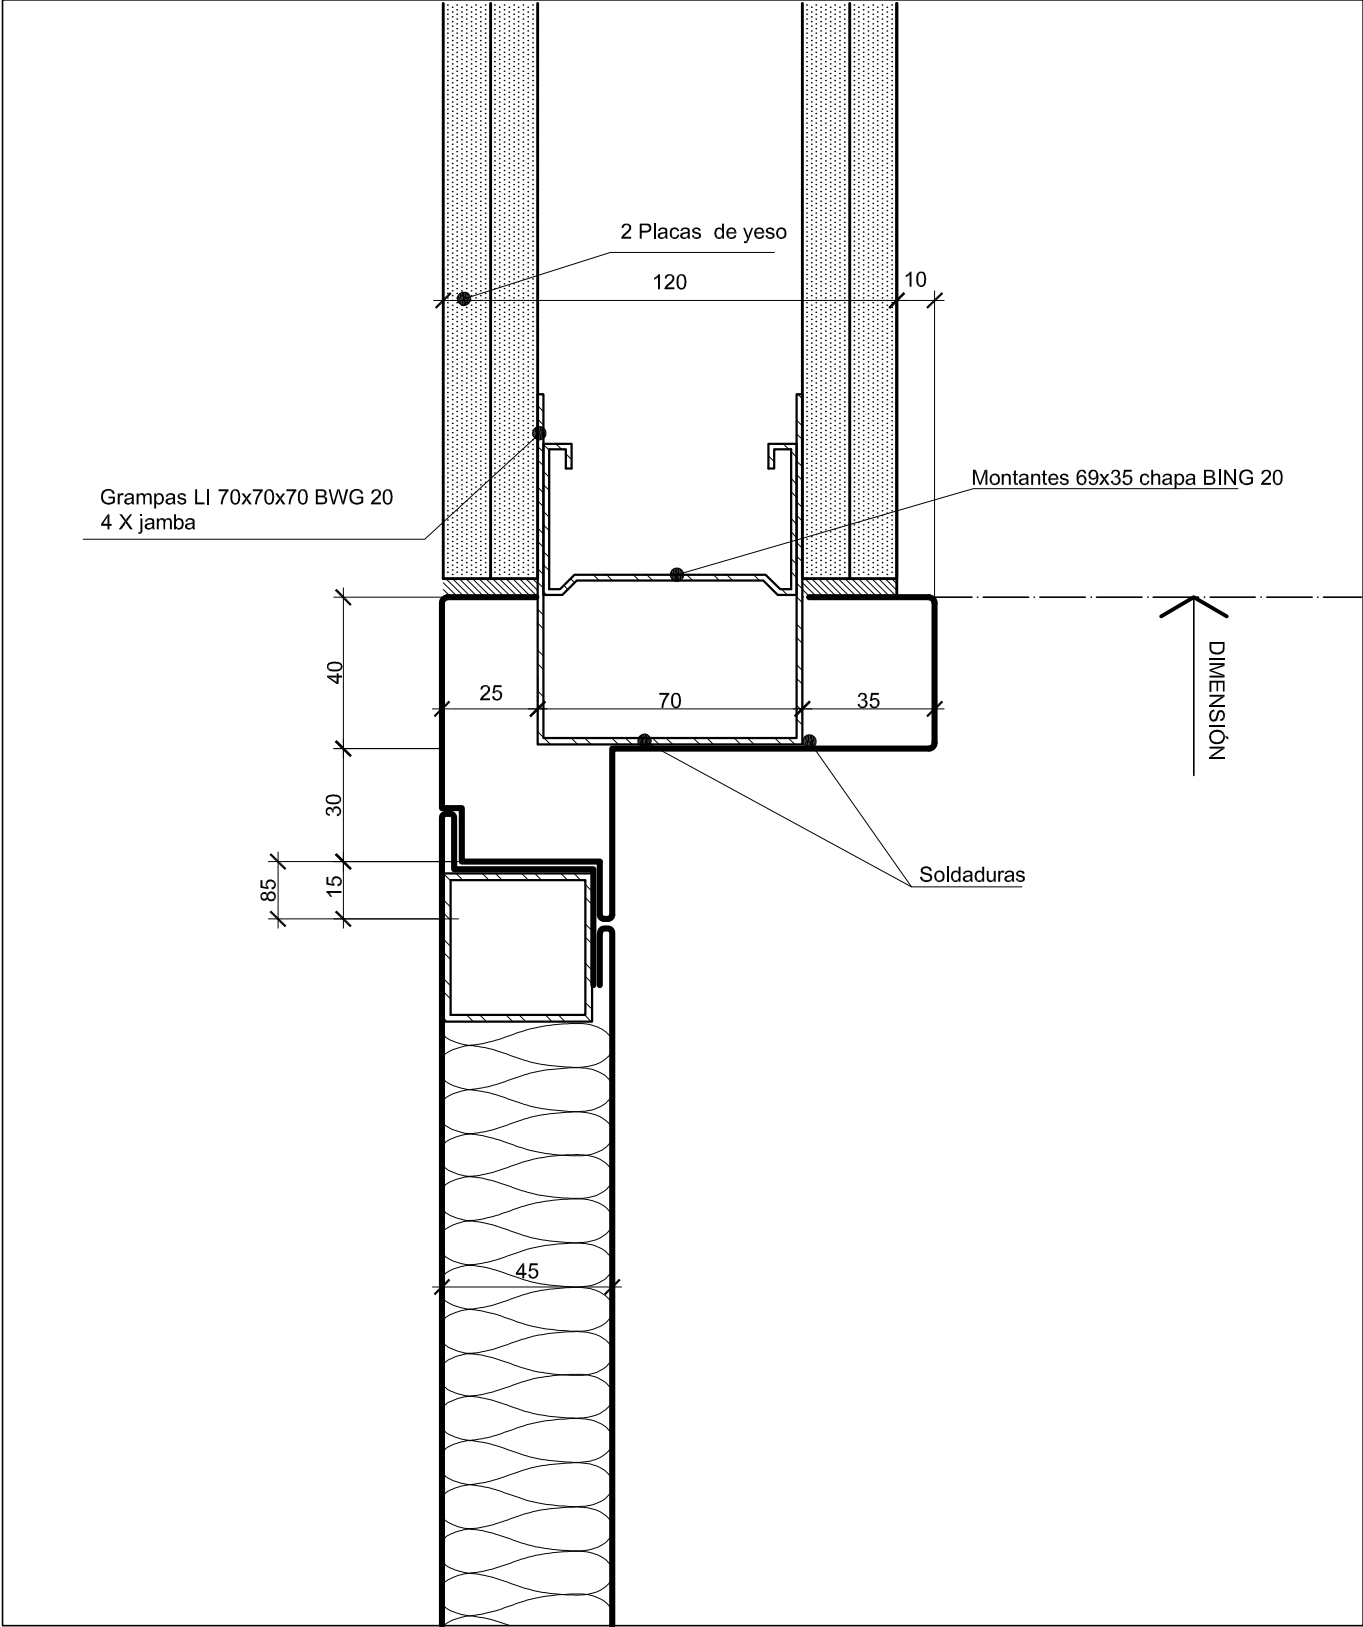 2 Placas de yeso
120
10
Grampas LI 70x70x70 BWG 20
4 X jamba
Montantes 69x35 chapa BING 20
40
25
70
35
DIMENSIÓN
30
85
15
Soldaduras
45